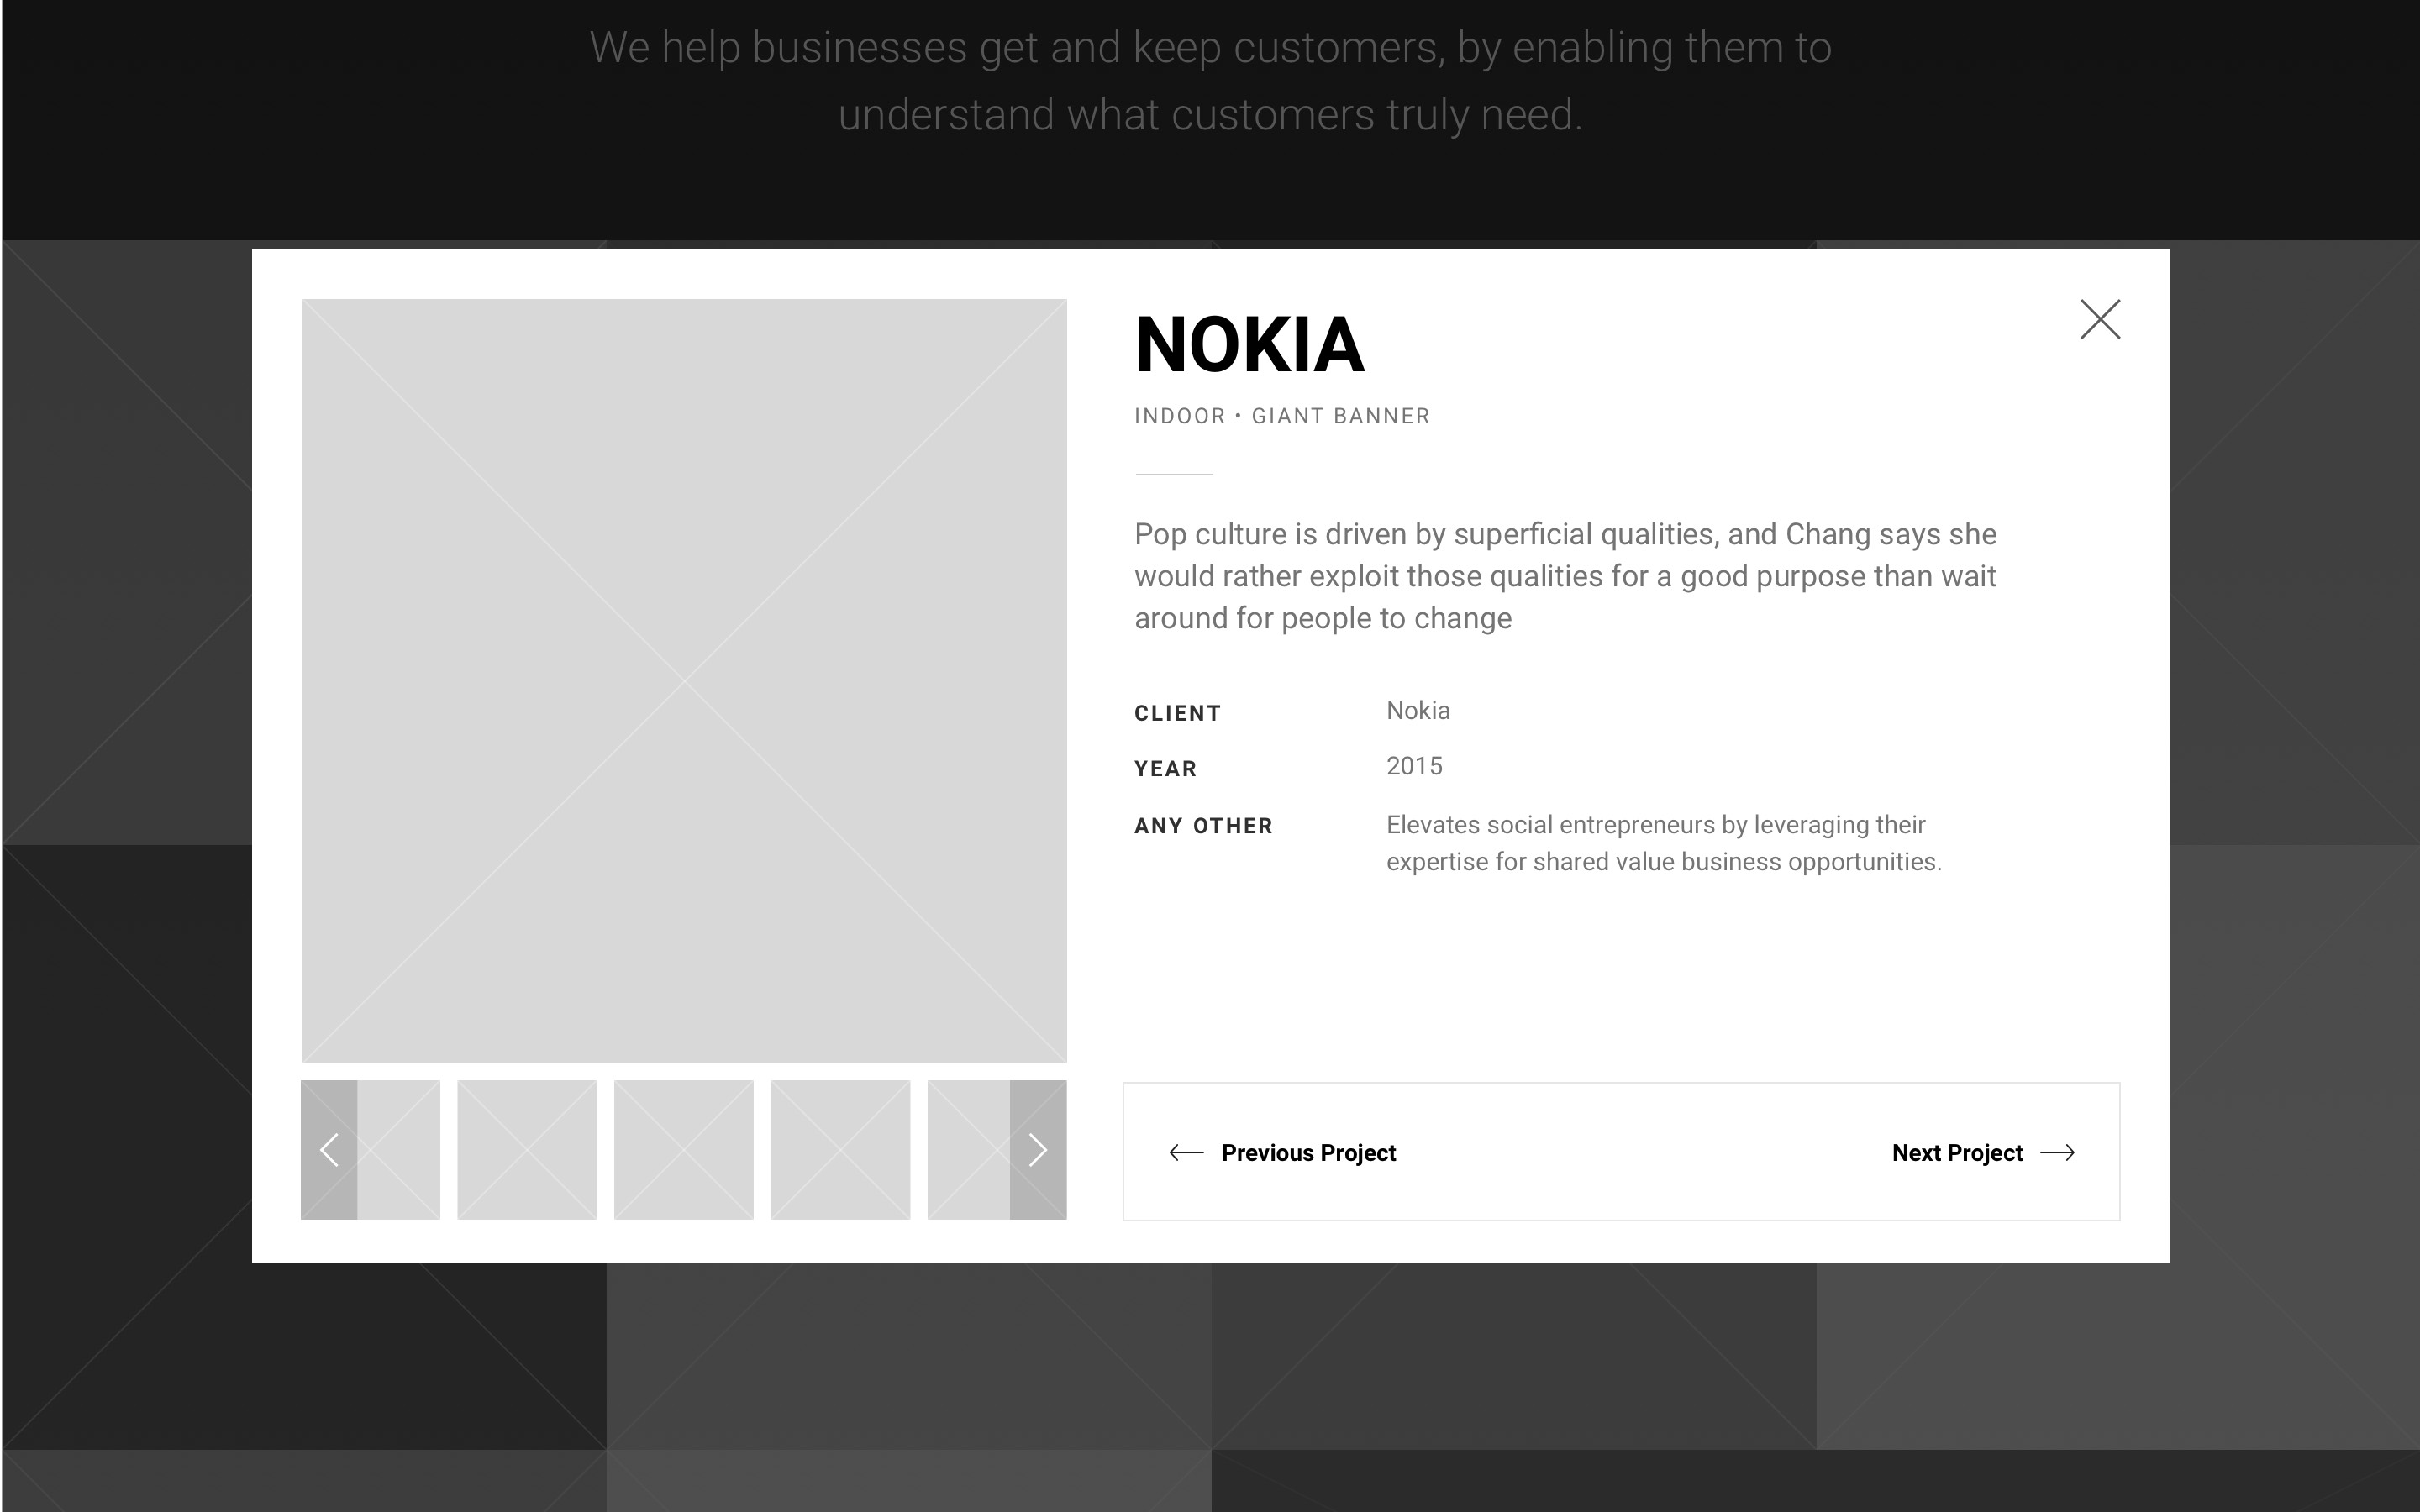 We help businesses get and keep customers, by enabling them to
understand what customers truly need.
NOKIA
INDOOR • GIANT BANNER
Pop culture is driven by superficial qualities, and Chang says she
would rather exploit those qualities for a good purpose than wait
around for people to change
CLIENT Nokia
YEAR 2015
ANY OTHER Elevates social entrepreneurs by leveraging their
expertise for shared value business opportunities.
Previous Project Next Project